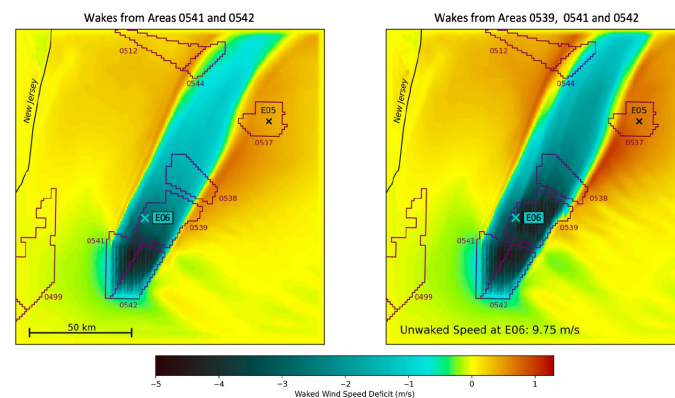 Wakes from Areas 0541 and 0542
Wakes from Areas 0539, 0541 and 0542
New Jersey
0512
0544
E05
0537
0538
E06
0539
0541
0499
0542
50 km
New Jersey
0512
0544
E05
0537
0538
E06
0539
0541
0499
0542
Unwaked Speed at E06: 9.75 m/s
−5 −4 −3 −2 −1 0 1
Waked Wind Speed Deficit (m/s)